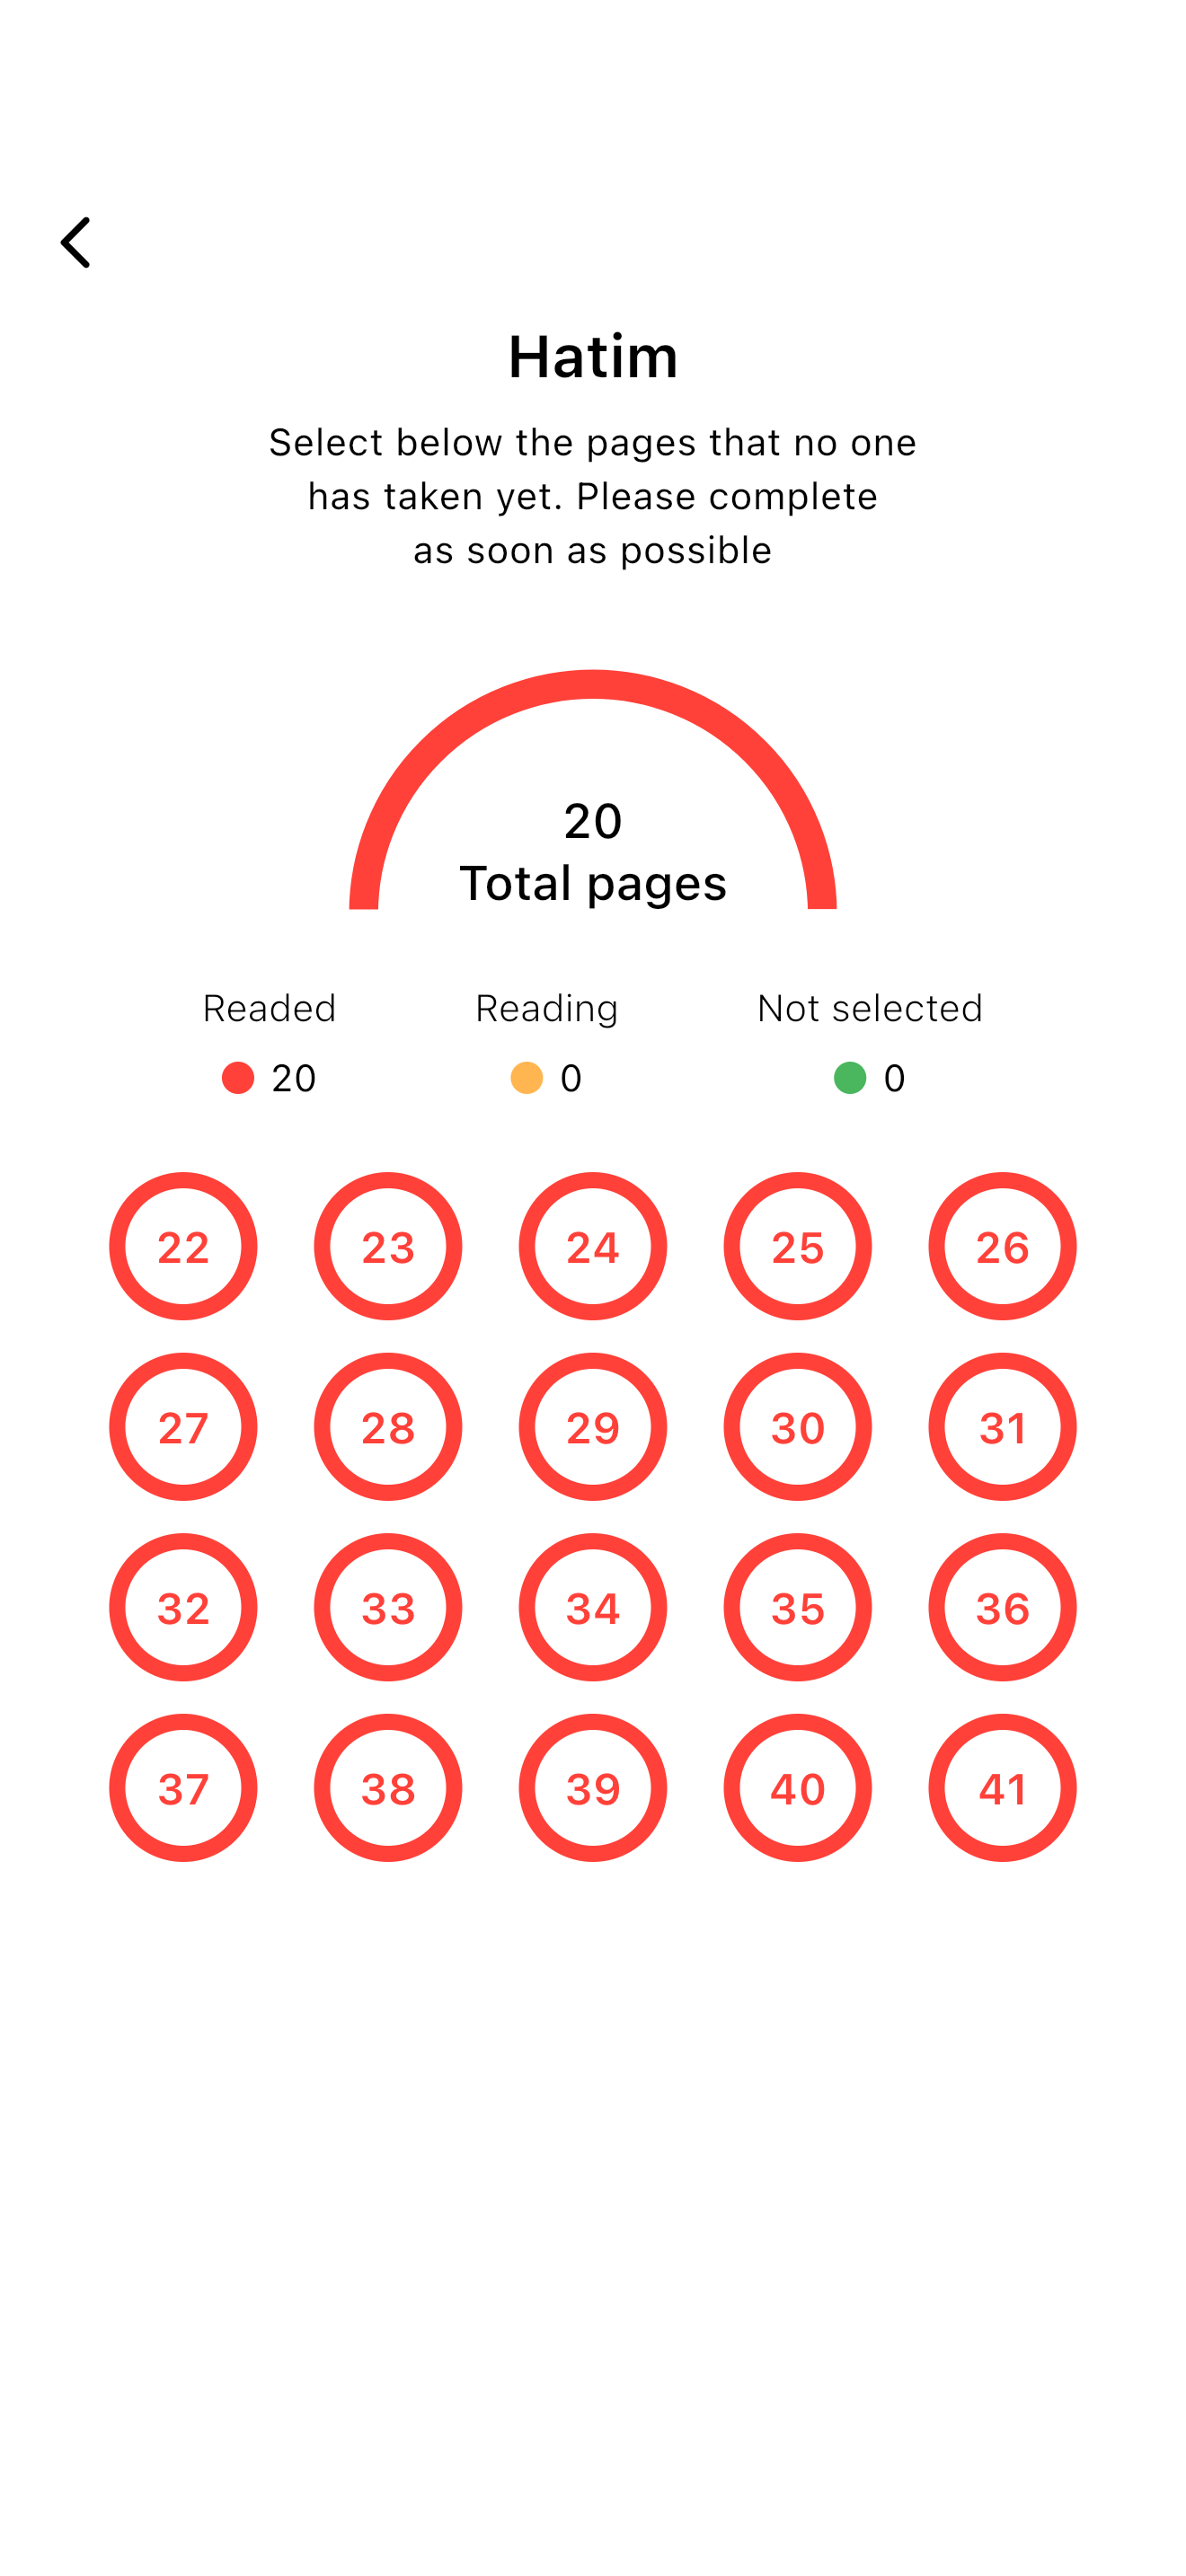 Hatim
Select below the pages that no one
has taken yet. Please complete
as soon as possible
20
Total pages
Readed Reading Not selected
20 0 0
22 23 24 25 26
27 28 29 30 31
32 33 34 35 36
37 38 39 40 41